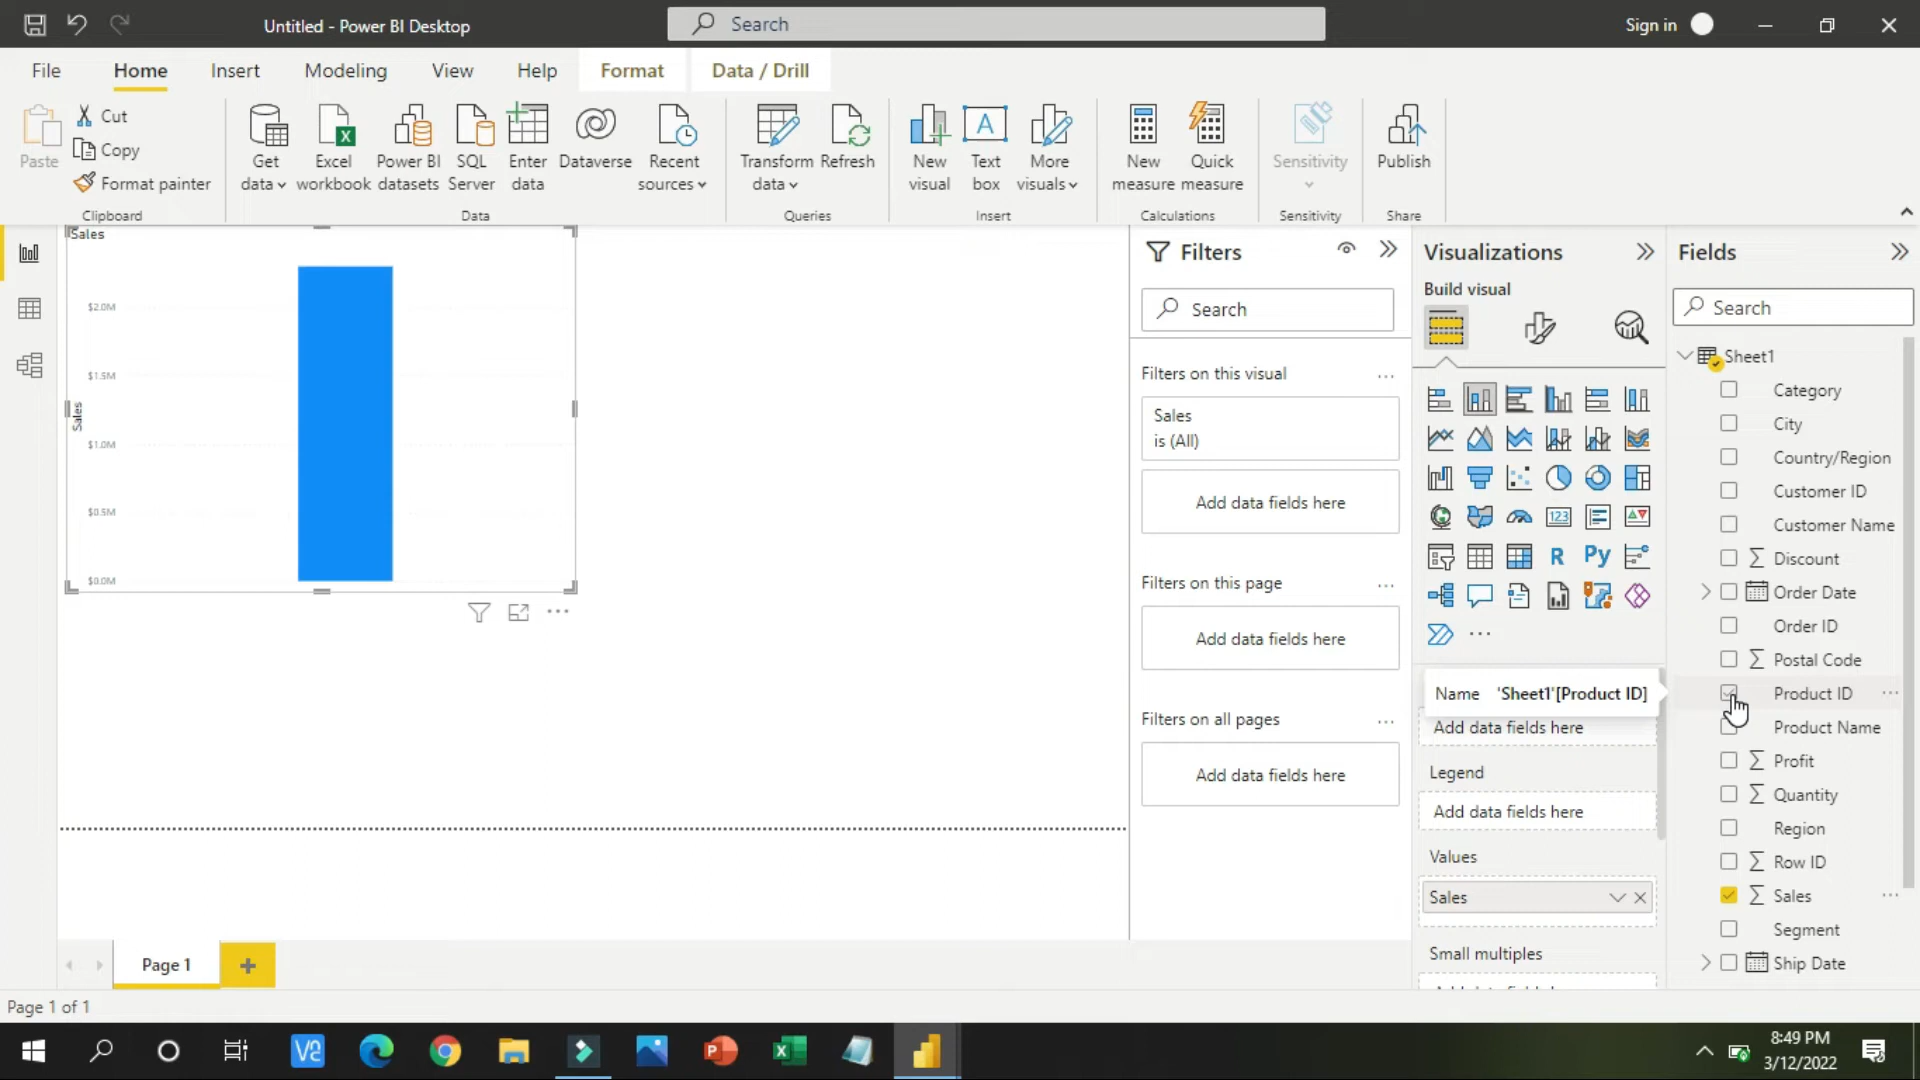 Untitled - Power BI Desktop
Search
Sign in
File
Home
Insert
Modeling
View
Help
Format
Data / Drill
Paste
Cut
Copy
Format painter
Clipboard
Get data
Excel workbook
Power BI datasets
SQL Server
Enter data
Dataverse
Recent sources
Data
Transform data
Refresh
Queries
New visual
A
Text box
More visuals
Insert
New measure
Quick measure
Calculations
Sensitivity
Sensitivity
Publish
Share
Sales
$2.0M
$1.5M
$1.0M
$0.5M
$0.0M
Sales
Filters
Search
Filters on this visual
...
Sales
is (All)
Add data fields here
Filters on this page
...
Add data fields here
Filters on all pages
...
Add data fields here
Visualizations
Build visual
123
R
Py
...
Name 'Sheet1'[Product ID]
Add data fields here
Legend
Add data fields here
Values
Sales
Small multiples
Fields
Search
Sheet1
Category
City
Country/Region
Customer ID
Customer Name
Σ Discount
Order Date
Order ID
Σ Postal Code
Product ID
Product Name
Σ Profit
Σ Quantity
Region
Σ Row ID
Σ Sales
Segment
Ship Date
Page 1
+
Page 1 of 1
8:49 PM
3/12/2022